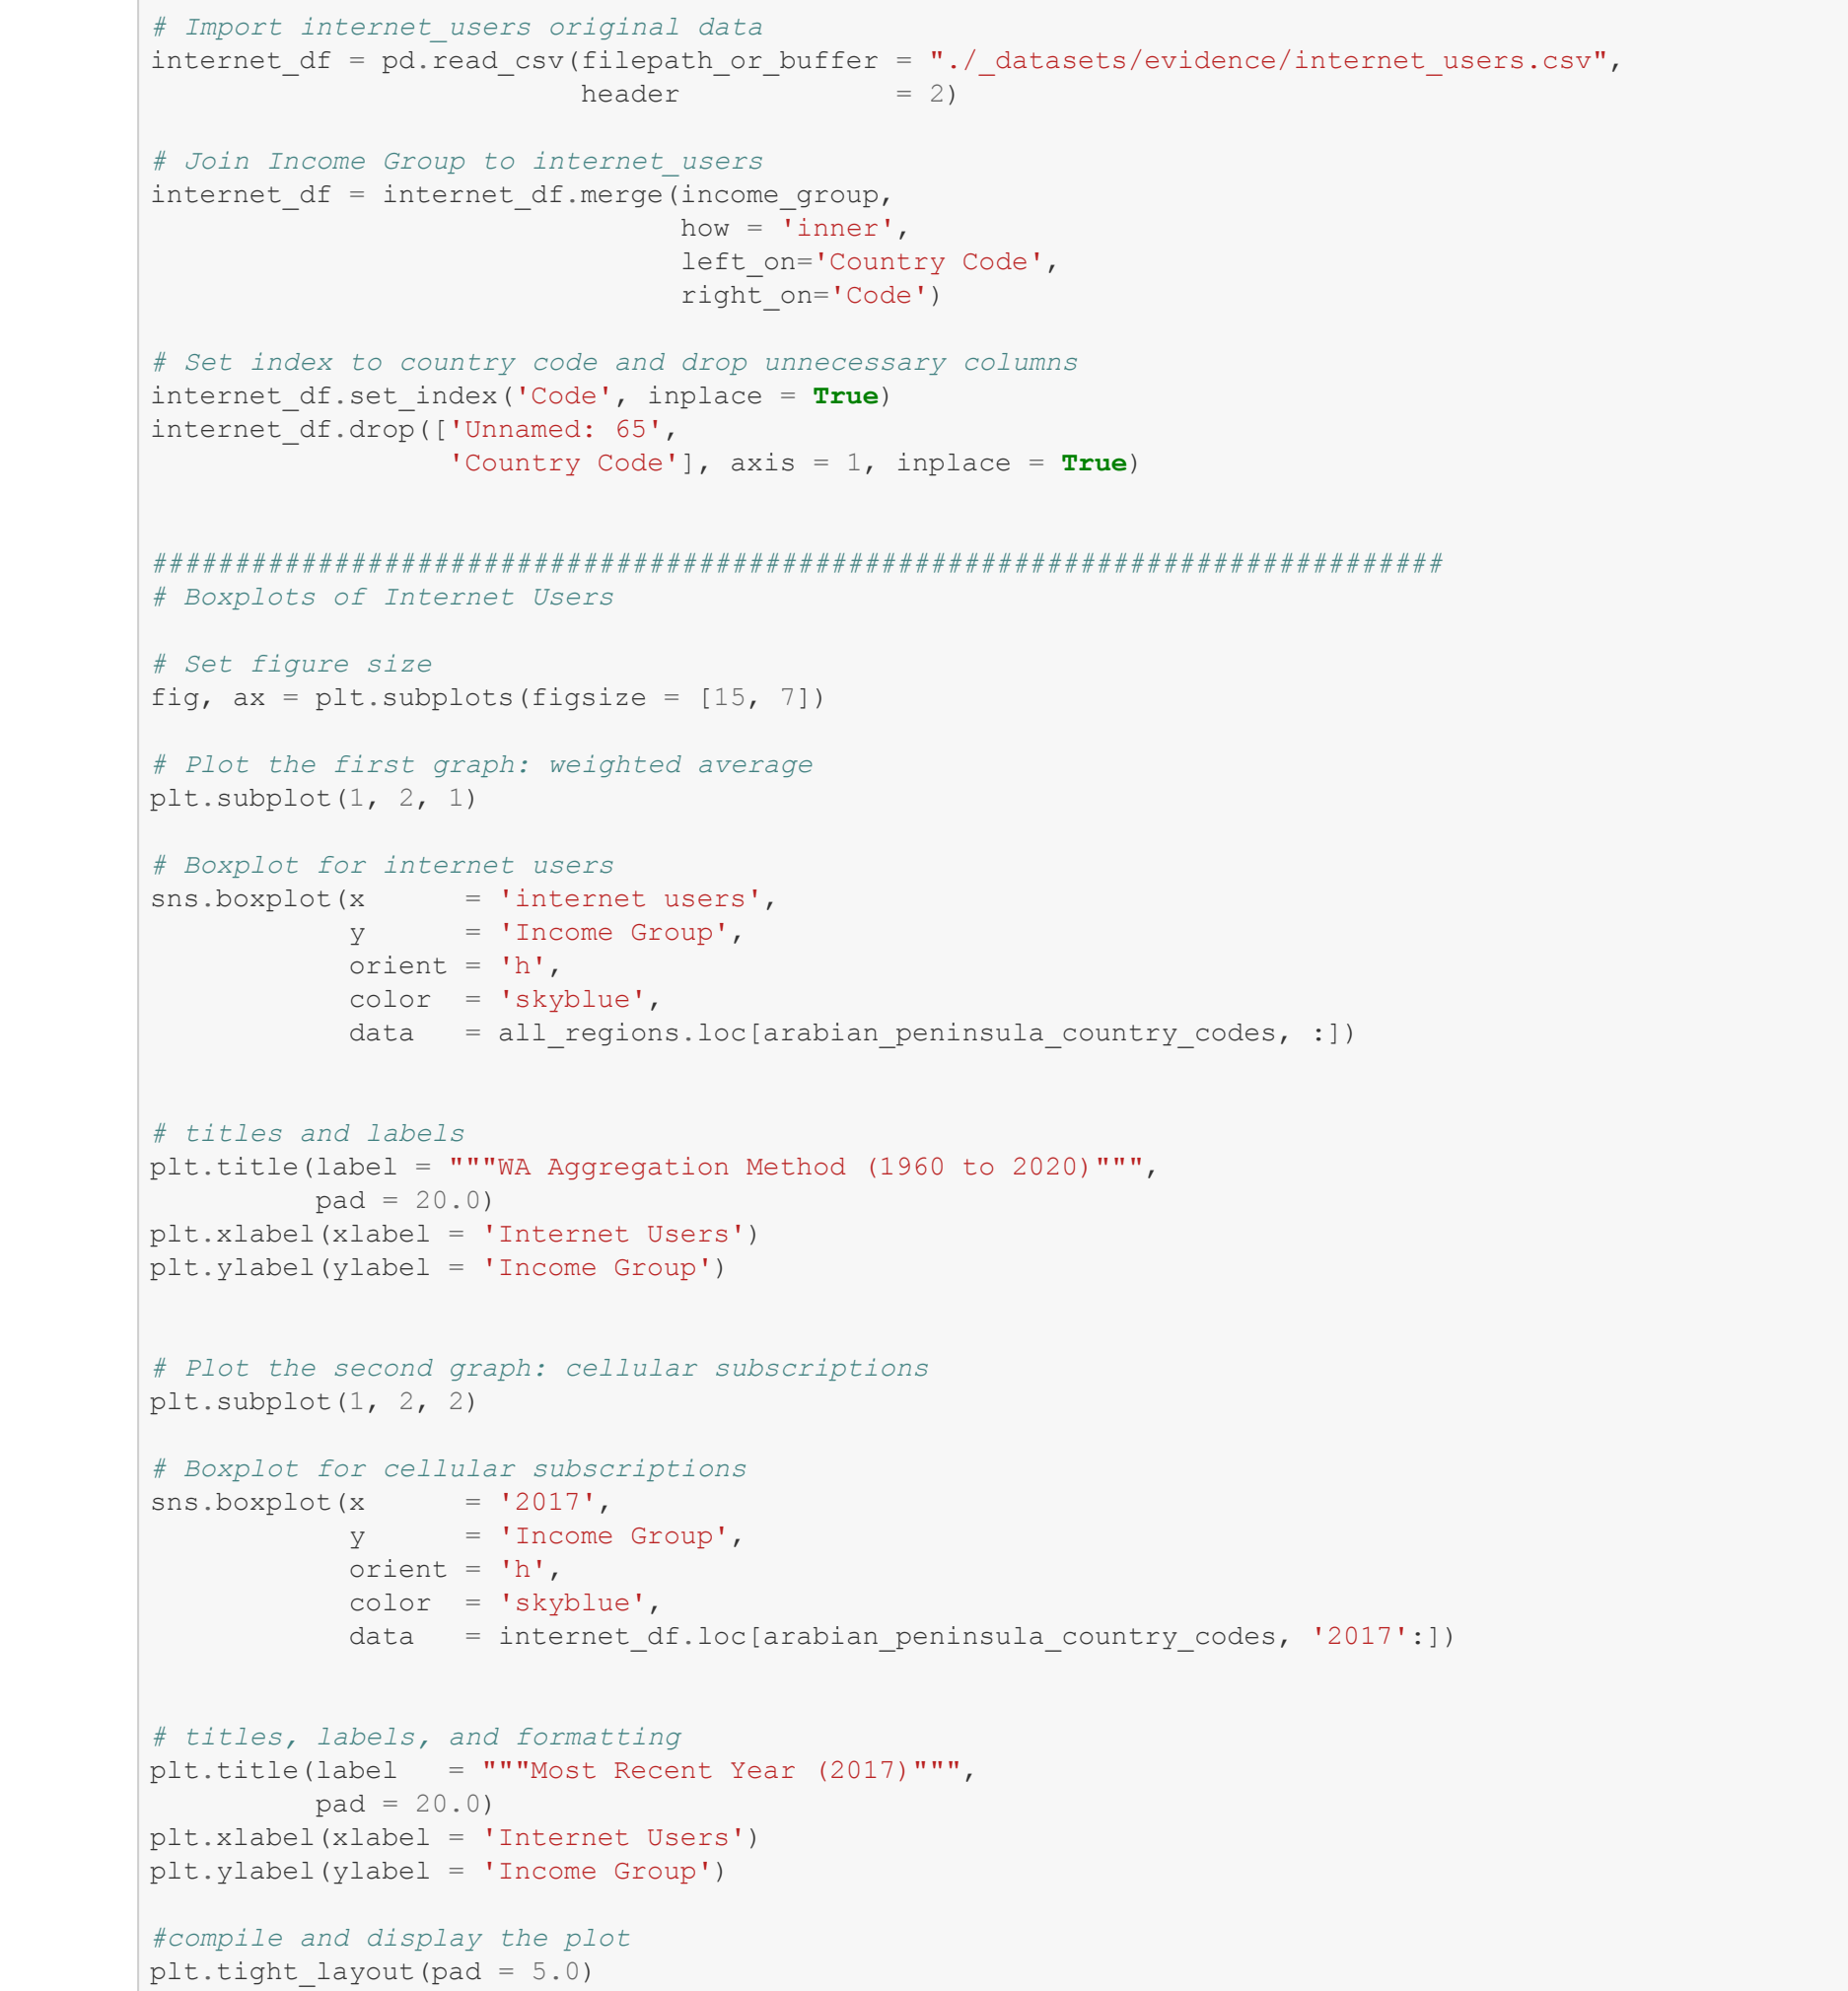 # Import internet_users original data
internet_df = pd.read_csv(filepath_or_buffer = "./_datasets/evidence/internet_users.csv",
                          header             = 2)

# Join Income Group to internet_users
internet_df = internet_df.merge(income_group,
                                how = 'inner',
                                left_on='Country Code',
                                right_on='Code')

# Set index to country code and drop unnecessary columns
internet_df.set_index('Code', inplace = True)
internet_df.drop(['Unnamed: 65',
                  'Country Code'], axis = 1, inplace = True)


##############################################################################
# Boxplots of Internet Users

# Set figure size
fig, ax = plt.subplots(figsize = [15, 7])

# Plot the first graph: weighted average
plt.subplot(1, 2, 1)

# Boxplot for internet users
sns.boxplot(x      = 'internet users',
            y      = 'Income Group',
            orient = 'h',
            color  = 'skyblue',
            data   = all_regions.loc[arabian_peninsula_country_codes, :])


# titles and labels
plt.title(label = """WA Aggregation Method (1960 to 2020)""",
          pad = 20.0)
plt.xlabel(xlabel = 'Internet Users')
plt.ylabel(ylabel = 'Income Group')


# Plot the second graph: cellular subscriptions
plt.subplot(1, 2, 2)

# Boxplot for cellular subscriptions
sns.boxplot(x      = '2017',
            y      = 'Income Group',
            orient = 'h',
            color  = 'skyblue',
            data   = internet_df.loc[arabian_peninsula_country_codes, '2017':])


# titles, labels, and formatting
plt.title(label   = """Most Recent Year (2017)""",
          pad = 20.0)
plt.xlabel(xlabel = 'Internet Users')
plt.ylabel(ylabel = 'Income Group')

#compile and display the plot
plt.tight_layout(pad = 5.0)